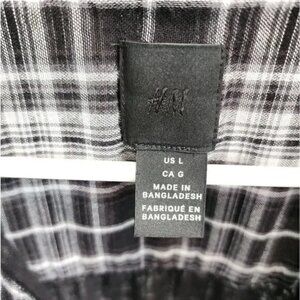 H&M
US L
CA G
MADE IN
BANGLADESH
FABRIQUÉ EN
BANGLADESH